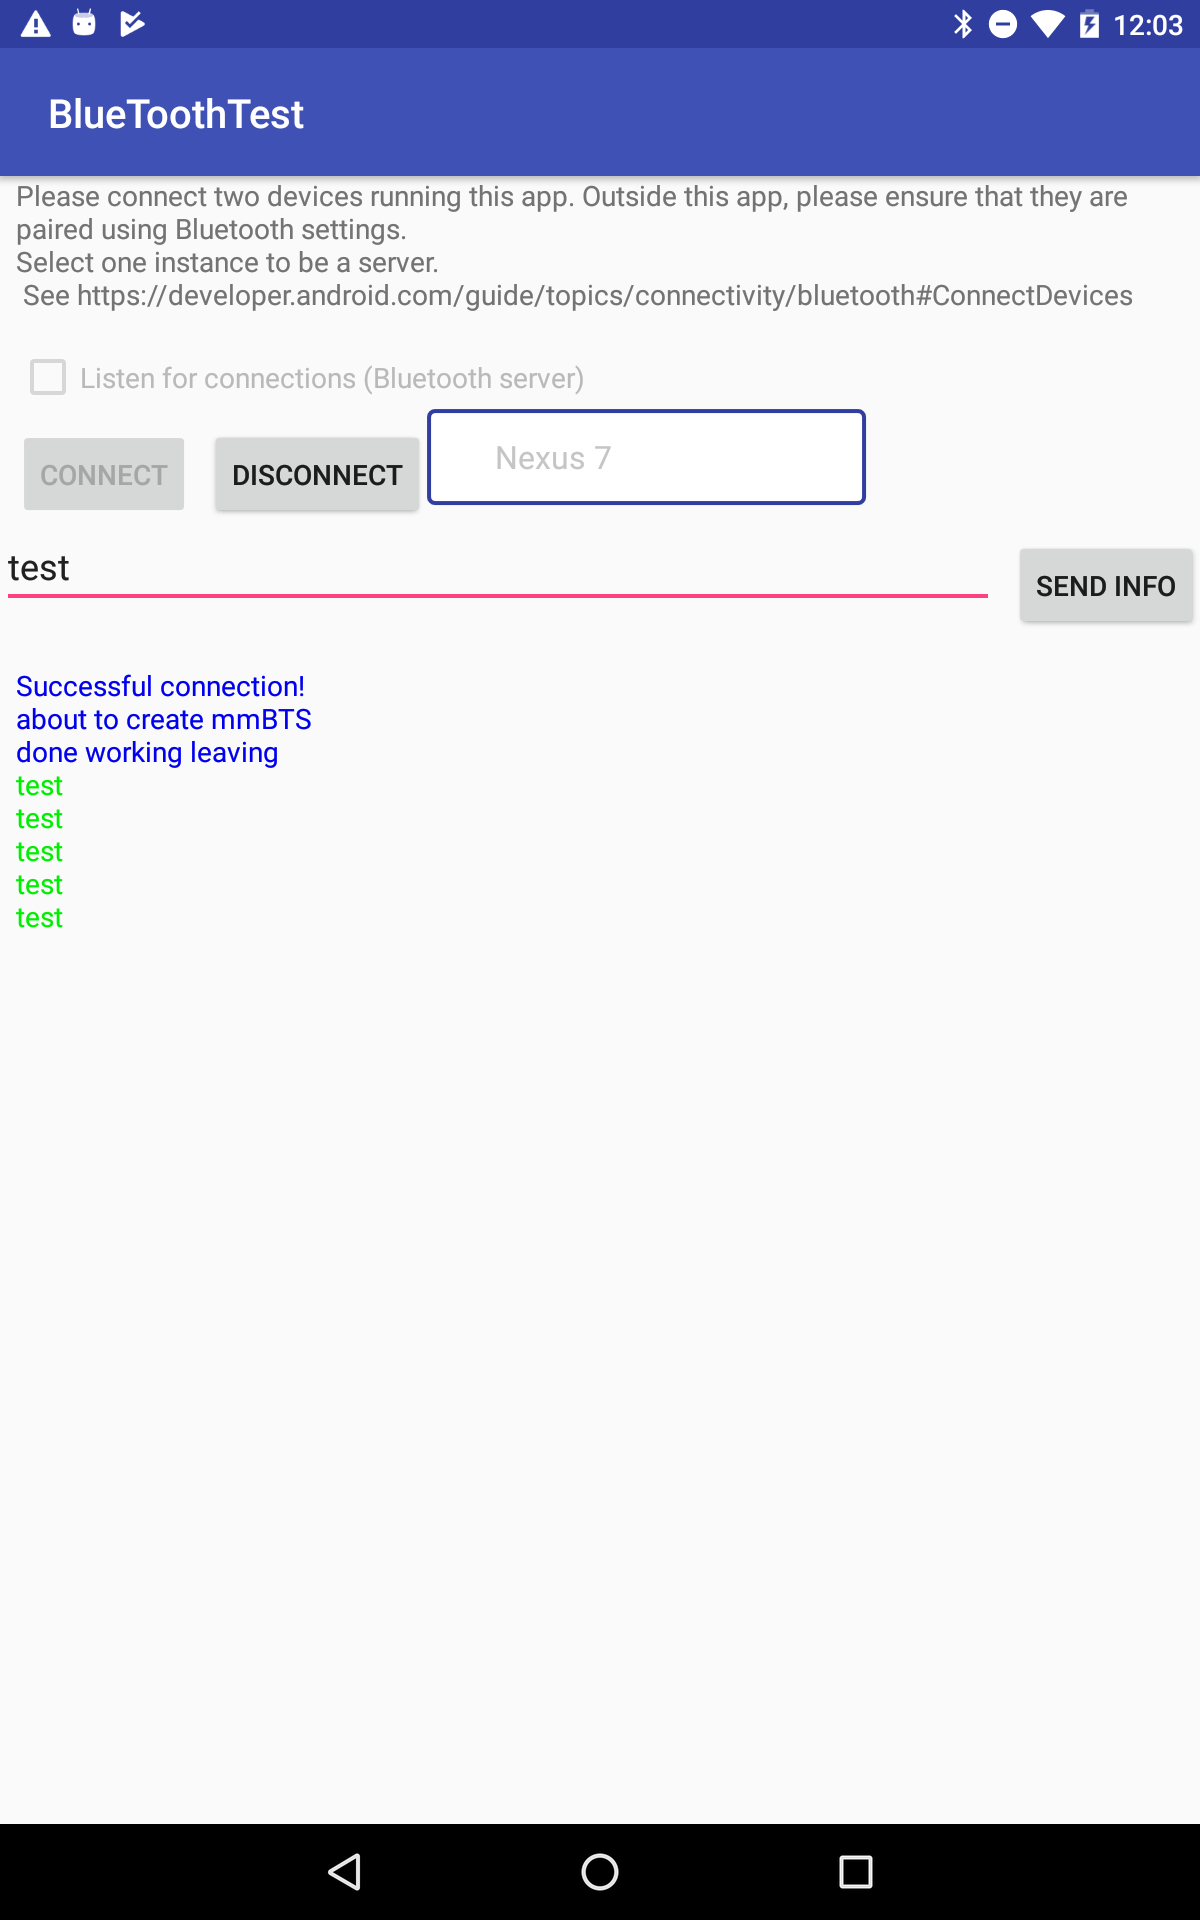 12:03
BlueToothTest
Please connect two devices running this app. Outside this app, please ensure that they are
paired using Bluetooth settings.
Select one instance to be a server.
See https://developer.android.com/guide/topics/connectivity/bluetooth#ConnectDevices
Listen for connections (Bluetooth server)
CONNECT DISCONNECT Nexus 7
test SEND INFO
Successful connection!
about to create mmBTS
done working leaving
test
test
test
test
test